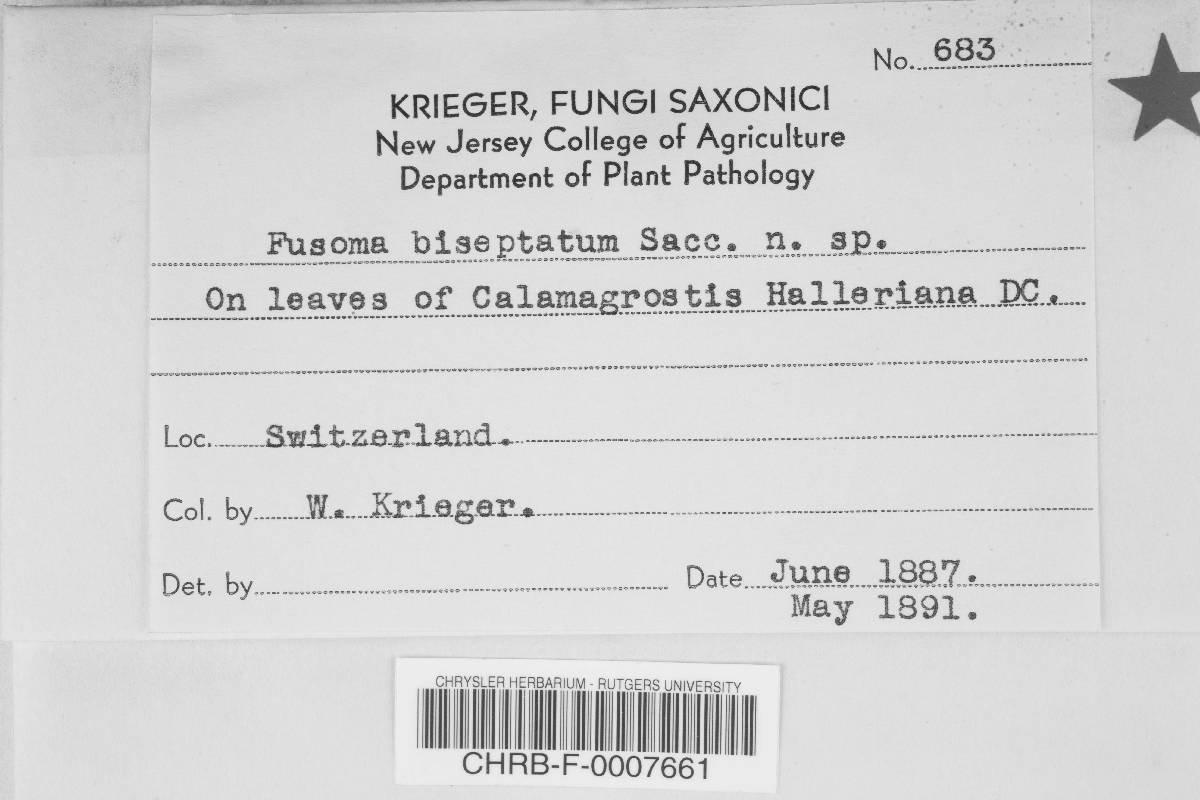 No. 683
KRIEGER, FUNGI SAXONICI
New Jersey College of Agriculture
Department of Plant Pathology
Fusoma biseptatum Sacc. n. sp.
On leaves of Calamagrostis Halleriana DC.
Loc. Switzerland.
Col. by W. Krieger.
Det. by Date June 1887.
May 1891.
CHRYSLER HERBARIUM - RUTGERS UNIVERSITY
CHRB-F-0007661